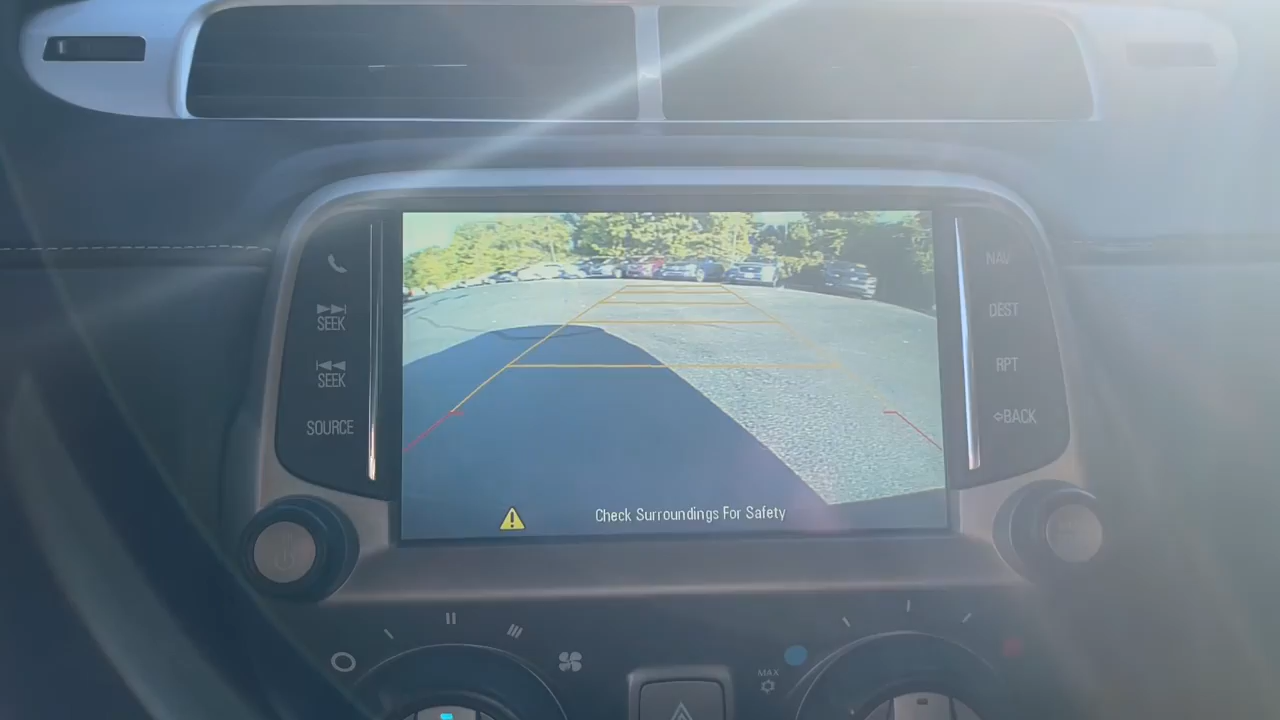 SEEK
SEEK
SOURCE
NAV
DEST
RPT
BACK
Check Surroundings For Safety
MAX